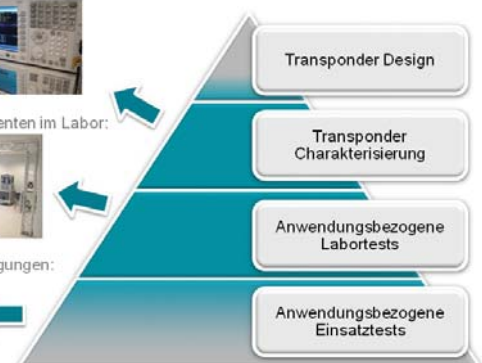 Transponder Design
enten im Labor:
Transponder
Charakterisierung
Anwendungsbezogene
Labortests
gungen:
Anwendungsbezogene
Einsatztests